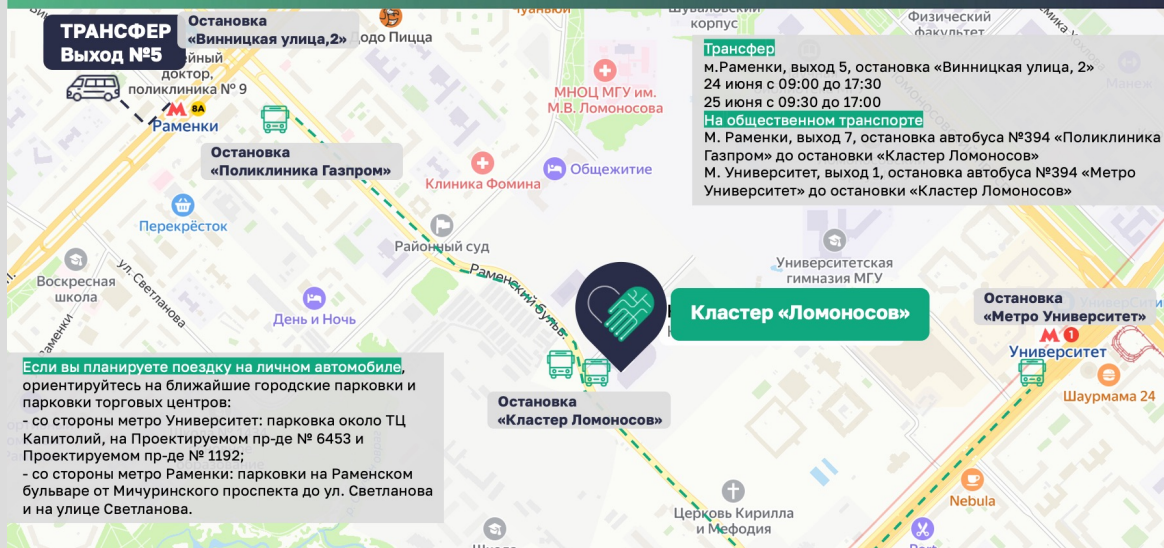 ТРАНСФЕР
Выход №5
Остановка
«Винницкая улица,2»
Додо Пицца
Шуваловский
корпус
Физический
факультет
доктор,
поликлиника № 9
М 8А
Раменки
МНОЦ МГУ им.
М.В. Ломоносова
Манеж
Трансфер
м.Раменки, выход 5, остановка «Винницкая улица, 2»
24 июня с 09:00 до 17:30
25 июня с 09:30 до 17:00
На общественном транспорте
М. Раменки, выход 7, остановка автобуса №394 «Поликлиника
Газпром» до остановки «Кластер Ломоносов»
М. Университет, выход 1, остановка автобуса №394 «Метро
Университет» до остановки «Кластер Ломоносов»
Остановка
«Поликлиника Газпром»
Клиника Фомина
Общежитие
Перекрёсток
Районный суд
Университетская
гимназия МГУ
Воскресная
школа
ул. Светланова
День и Ночь
Раменский бульв.
Кластер «Ломоносов»
Остановка
«Метро Университет»
М 1
Университет
Шаурмама 24
Если вы планируете поездку на личном автомобиле,
ориентируйтесь на ближайшие городские парковки и
парковки торговых центров:
- со стороны метро Университет: парковка около ТЦ
Капитолий, на Проектируемом пр-де № 6453 и
Проектируемом пр-де № 1192;
- со стороны метро Раменки: парковки на Раменском
бульваре от Мичуринского проспекта до ул. Светланова
и на улице Светланова.
Остановка
«Кластер Ломоносов»
Церковь Кирилла
и Мефодия
Nebula